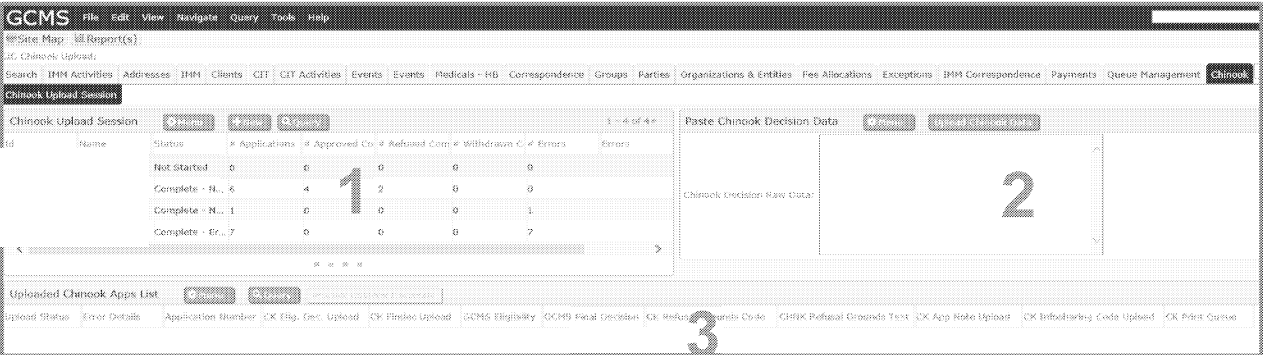 GCMS File Edit View Navigate Query Tools Help
Site Map Report(s)
Chinook Upload:
Search IMM Activities Addresses IMM Clients CIT CIT Activities Events Events Medicals - HB Correspondence Groups Parties Organizations & Entities Fee Allocations Exceptions IMM Correspondence Payments Queue Management Chinook
Chinook Upload Session
Chinook Upload Session Menu New Query 1 - 4 of 4+
Paste Chinook Decision Data Menu Upload Chinook Data
Id Name Status # Applications # Approved Co # Refused Com # Withdrawn C # Errors Errors
Not Started 0 0 0 0 0
Complete - N... 6 4 2 0 0
Complete - N... 1 0 0 0 1
Complete - Er... 7 0 0 0 7
1
Chinook Decision Raw Data:
2
Uploaded Chinook Apps List Menu Query
Upload Status Error Details Application Number CK Elig. Dec. Upload CK Findec Upload GCMS Eligibility GCMS Final Decision CK Refusal Grounds Code CHNK Refusal Grounds Text CK App Note Upload CK Infosharing Code Upload CK Print Queue
3